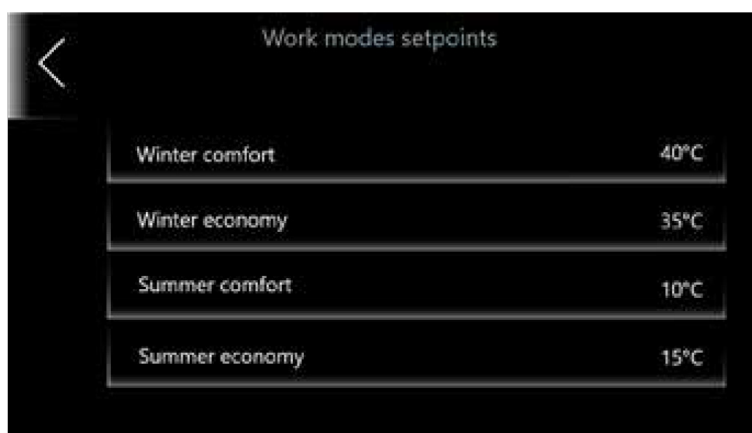 Work modes setpoints
Winter comfort 40°C
Winter economy 35°C
Summer comfort 10°C
Summer economy 15°C